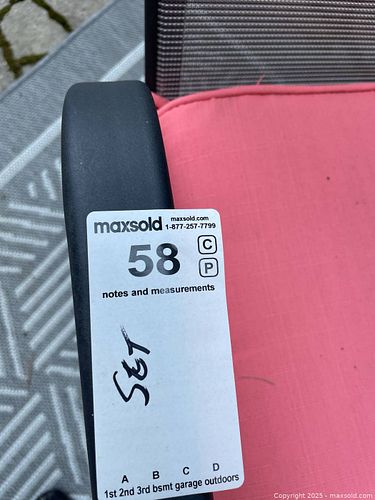 maxsold maxsold.com
1-877-257-7799
58 C
P
notes and measurements
SET
A B C D
1st 2nd 3rd bsmt garage outdoors
© Copyright 2025 - maxsold.com